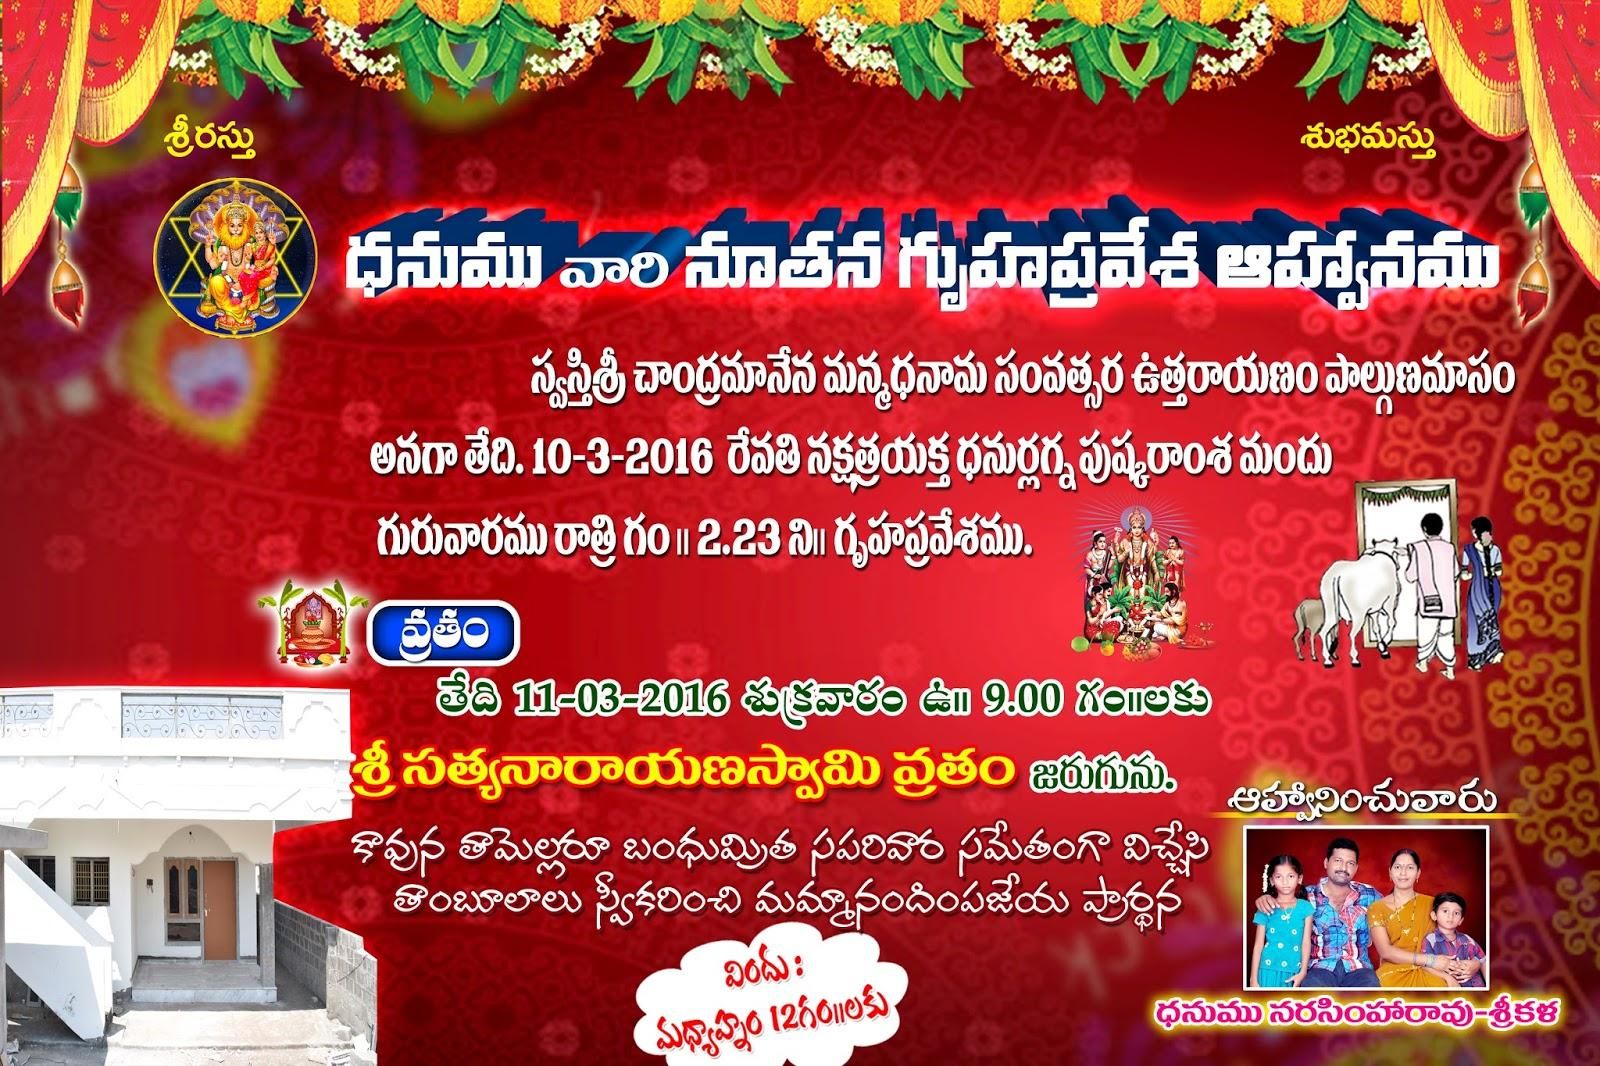 శ్రీరస్తు
శుభమస్తు
ధనుము వారి నూతన గృహప్రవేశ ఆహ్వానము
స్వస్తిశ్రీ చాంద్రమానేన మన్మధనామ సంవత్సర ఉత్తరాయణం పాల్గుణమాసం
అనగా తేది. 10-3-2016 రేవతి నక్షత్రయక్త ధనుర్లగ్న పుష్కరాంశ మందు
గురువారము రాత్రి గం॥ 2.23 ని॥ గృహప్రవేశము.
వ్రతం
తేది 11-03-2016 శుక్రవారం ఉ॥ 9.00 గం॥లకు
శ్రీ సత్యనారాయణస్వామి వ్రతం జరుగును.
ఆహ్వానించువారు
కావున తామెల్లరూ బంధుమ్రిత సపరివార సమేతంగా విచ్చేసి
తాంబూలాలు స్వీకరించి మమ్మానందింపజేయ ప్రార్థన
విందు :
మధ్యాహ్నం 12గం॥లకు
ధనుము నరసింహారావు-శ్రీకళ